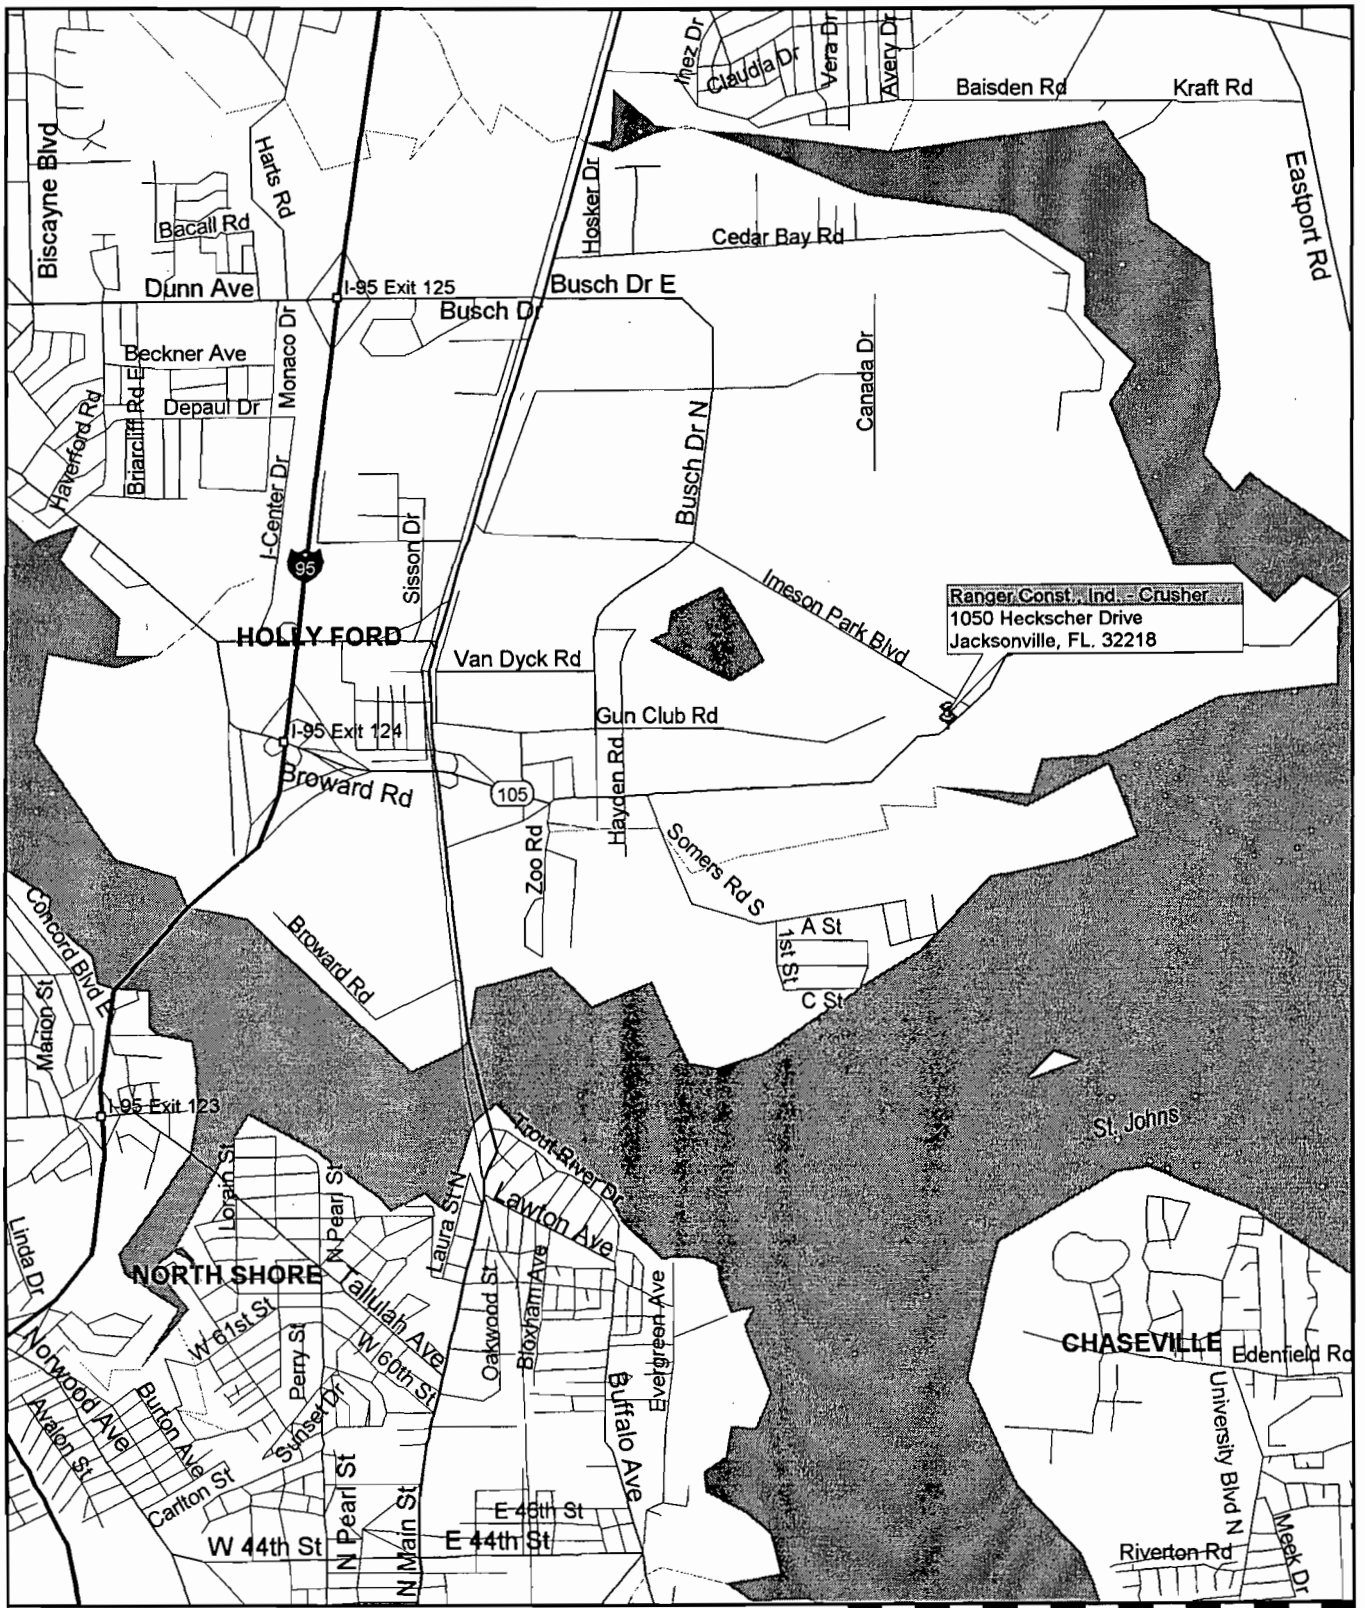 Inez Dr
Claudia Dr
Vera Dr
Avery Dr
Baisden Rd
Kraft Rd
Biscayne Blvd
Harts Rd
Hosker Dr
Eastport Rd
Bacall Rd
Cedar Bay Rd
Dunn Ave
I-95 Exit 125
Busch Dr E
Busch Dr
Beckner Ave
Monaco Dr
Canada Dr
Briarcliff Rd E
Depaul Dr
Haverford Rd
Busch Dr N
I-Center Dr
Sisson Dr
95
Imeson Park Blvd
Ranger Const., Ind. - Crusher ...
1050 Heckscher Drive
Jacksonville, FL. 32218
HOLLY FORD
Van Dyck Rd
Gun Club Rd
I-95 Exit 124
Hayden Rd
Broward Rd
105
Zoo Rd
Somers Rd S
Concord Blvd E
Broward Rd
A St
1st St
C St
Marion St
I-95 Exit 123
St. Johns
Trout River Dr
Lorain St
N Pearl St
Laura St N
Lawton Ave
Linda Dr
NORTH SHORE
Tallulah Ave
Oakwood St
Bloxham Ave
Evergreen Ave
W 61st St
W 60th St
Perry St
CHASEVILLE
Edenfield Rd
Norwood Ave
Avalon St
Burton Ave
Sunset Dr
Buffalo Ave
University Blvd N
Carlton St
N Pearl St
N Main St
E 46th St
W 44th St
E 44th St
Riverton Rd
Meek Dr